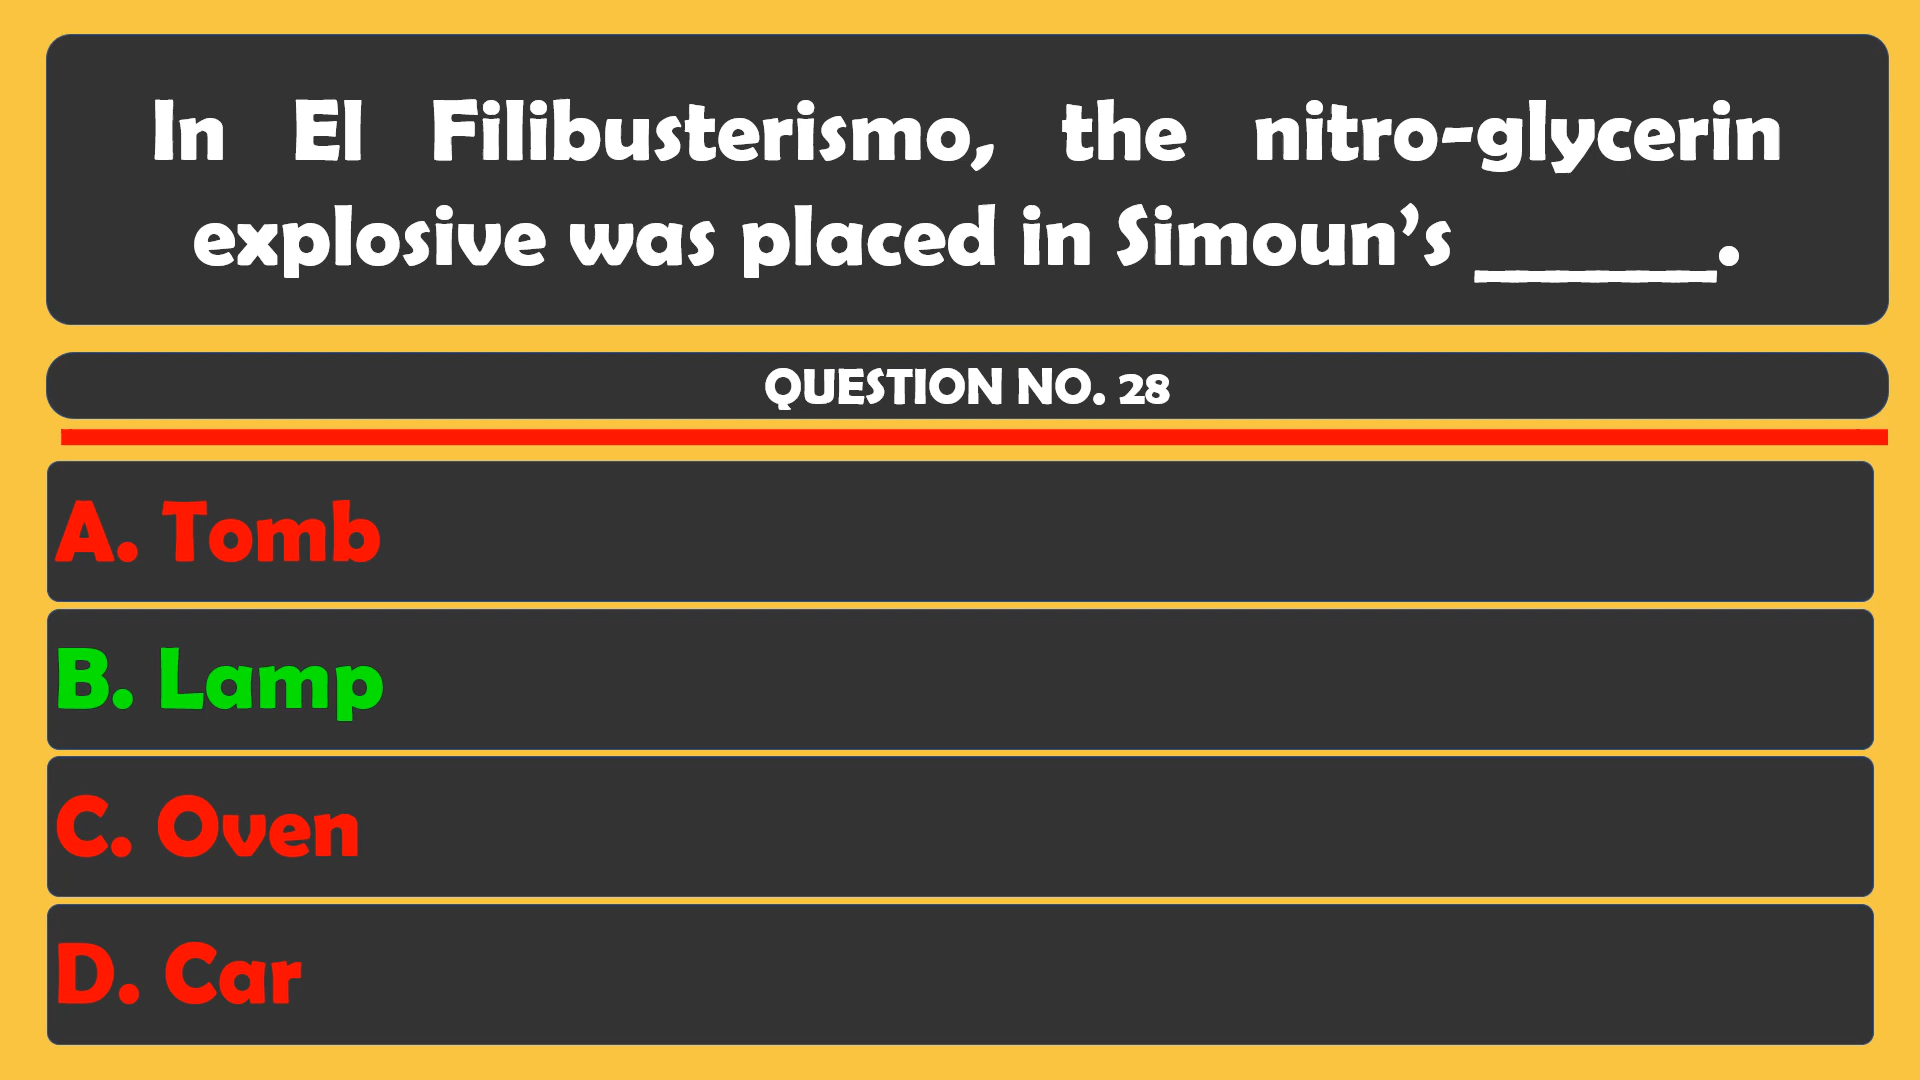 In El Filibusterismo, the nitro-glycerin
explosive was placed in Simoun’s ______.
QUESTION NO. 28
A. Tomb
B. Lamp
C. Oven
D. Car